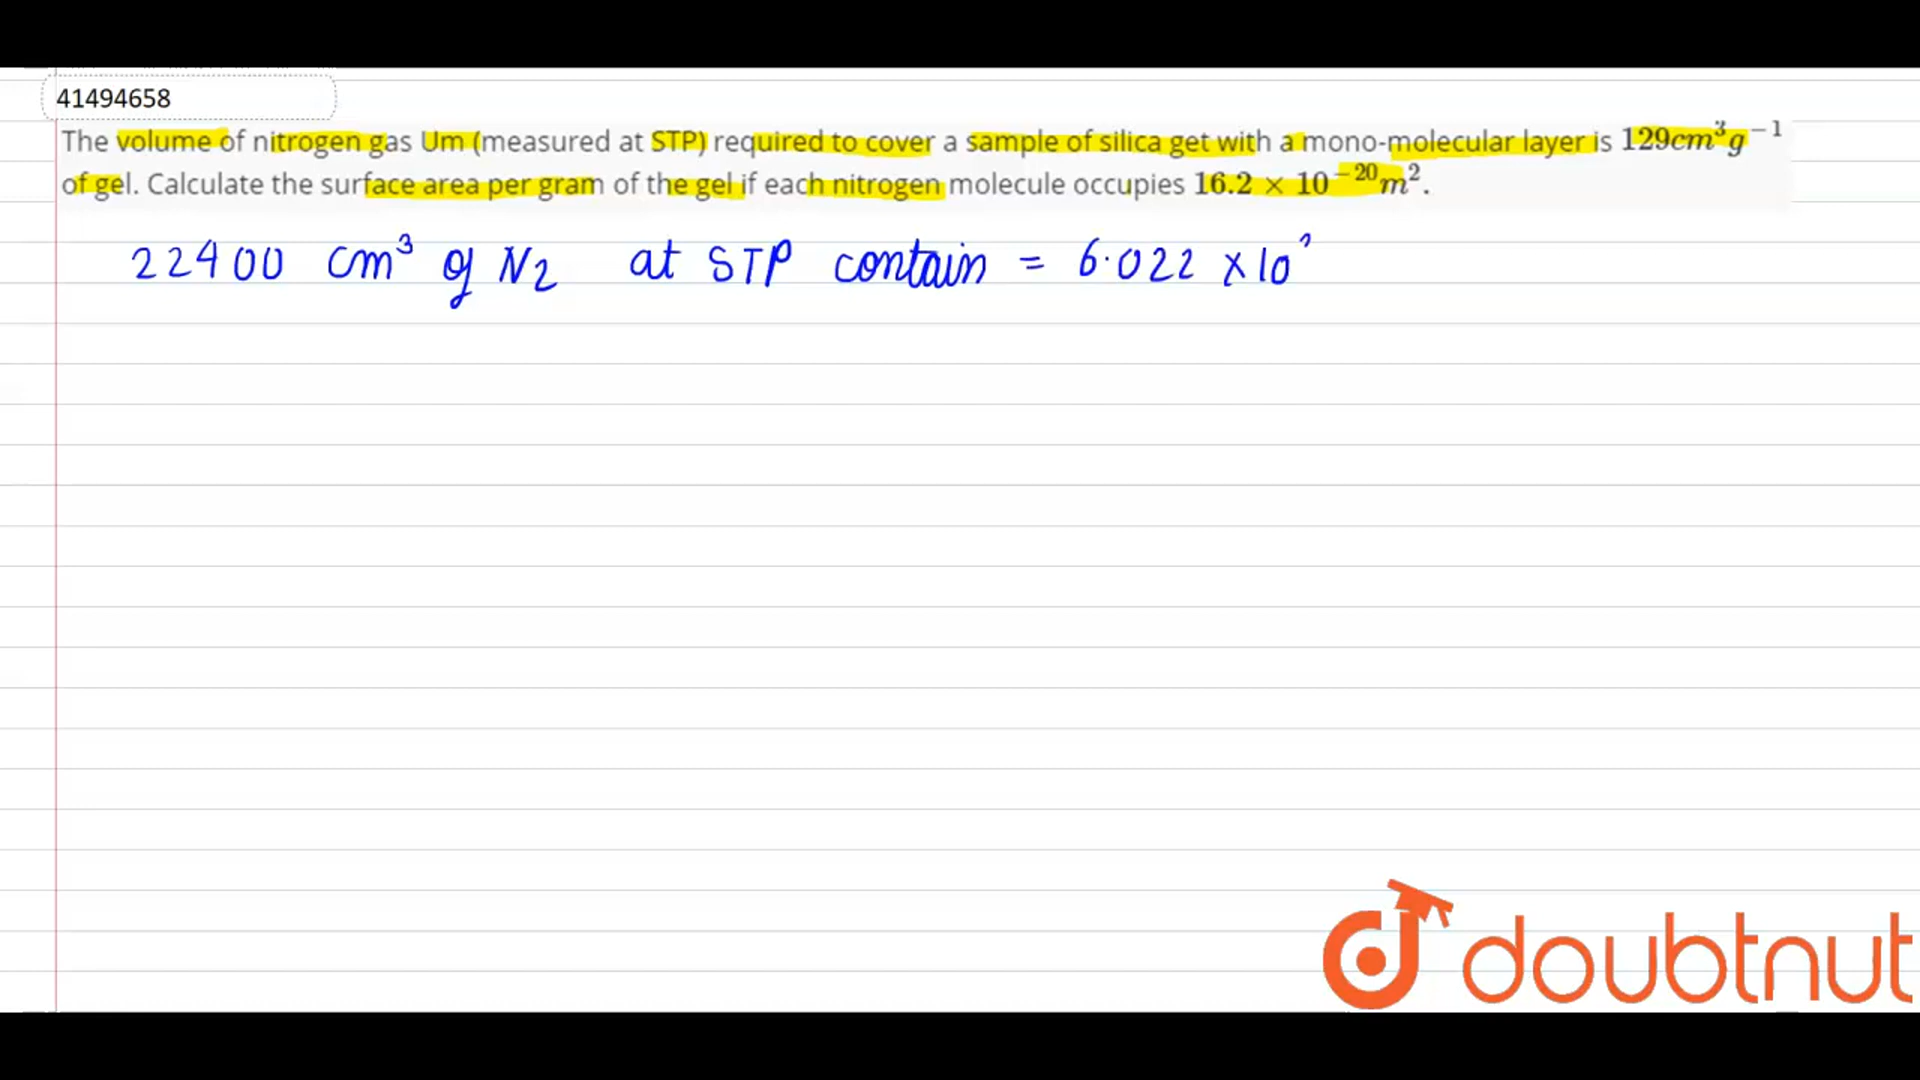 41494658
The volume of nitrogen gas Um (measured at STP) required to cover a sample of silica get with a mono-molecular layer is 129cm³g⁻¹
of gel. Calculate the surface area per gram of the gel if each nitrogen molecule occupies 16.2 × 10⁻²⁰m².
22400 cm³ of N2 at STP contain = 6.022 ×10²
doubtnut